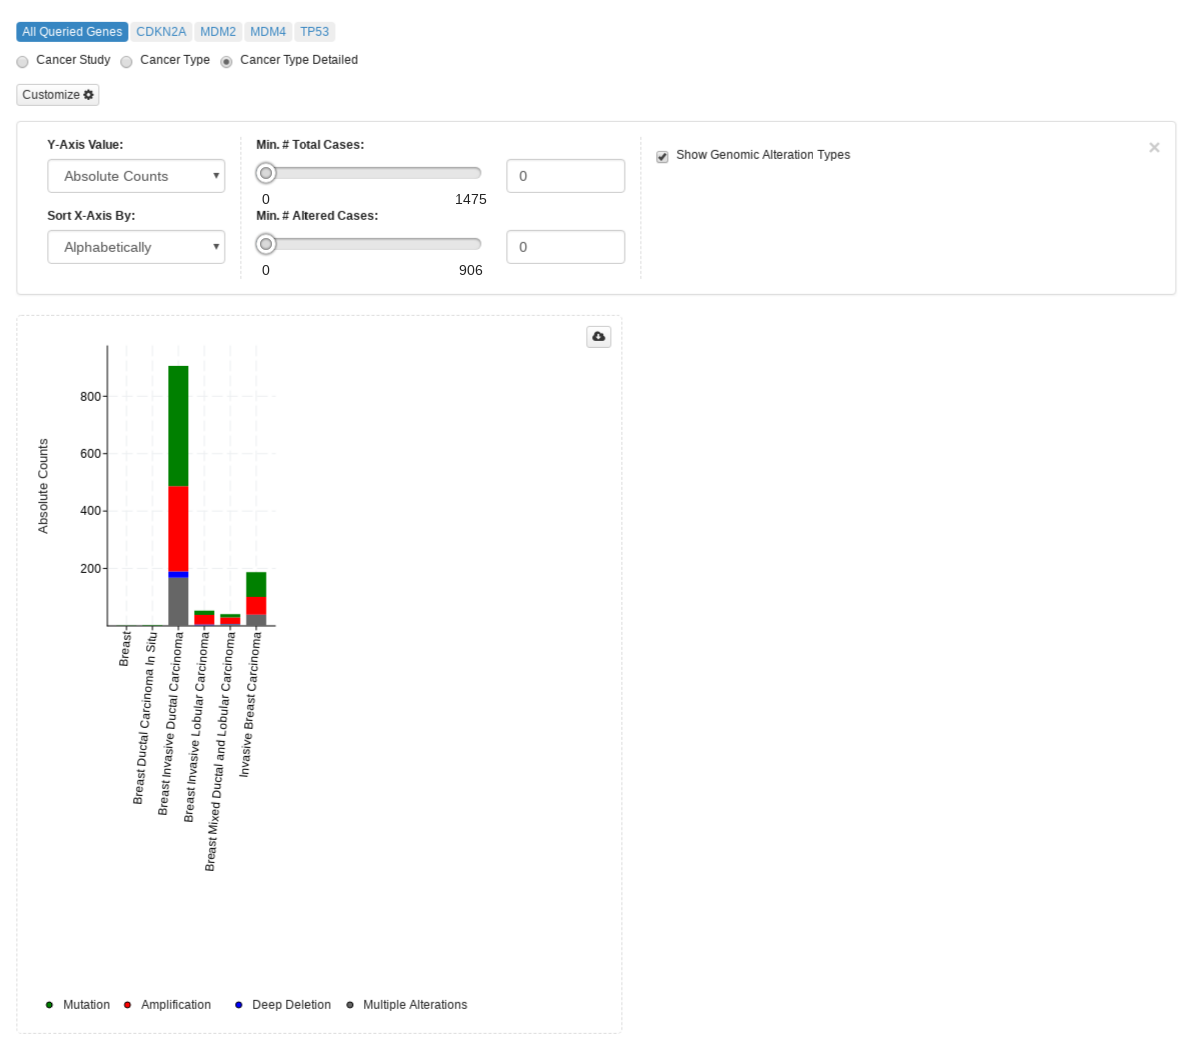 All Queried Genes CDKN2A MDM2 MDM4 TP53
Cancer Study Cancer Type Cancer Type Detailed
Customize
Y-Axis Value:
Absolute Counts
Sort X-Axis By:
Alphabetically
Min. # Total Cases:
0
0 1475
Min. # Altered Cases:
0
0 906
Show Genomic Alteration Types
×
Absolute Counts
800
600
400
200
Breast
Breast Ductal Carcinoma In Situ
Breast Invasive Ductal Carcinoma
Breast Invasive Lobular Carcinoma
Breast Mixed Ductal and Lobular Carcinoma
Invasive Breast Carcinoma
Mutation Amplification Deep Deletion Multiple Alterations